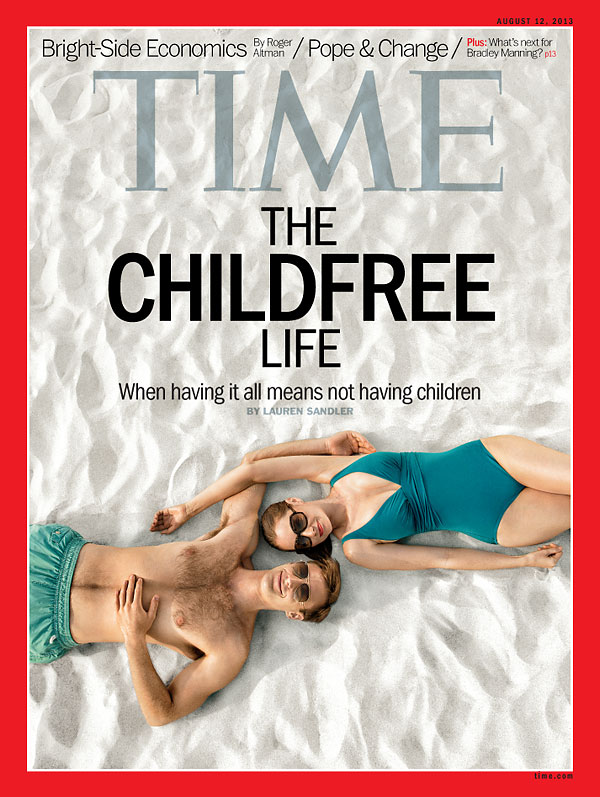 AUGUST 12, 2013
Bright-Side Economics By Roger Altman / Pope & Change / Plus: What's next for Bradley Manning? p13
TIME
THE
CHILDFREE
LIFE
When having it all means not having children
BY LAUREN SANDLER
time.com